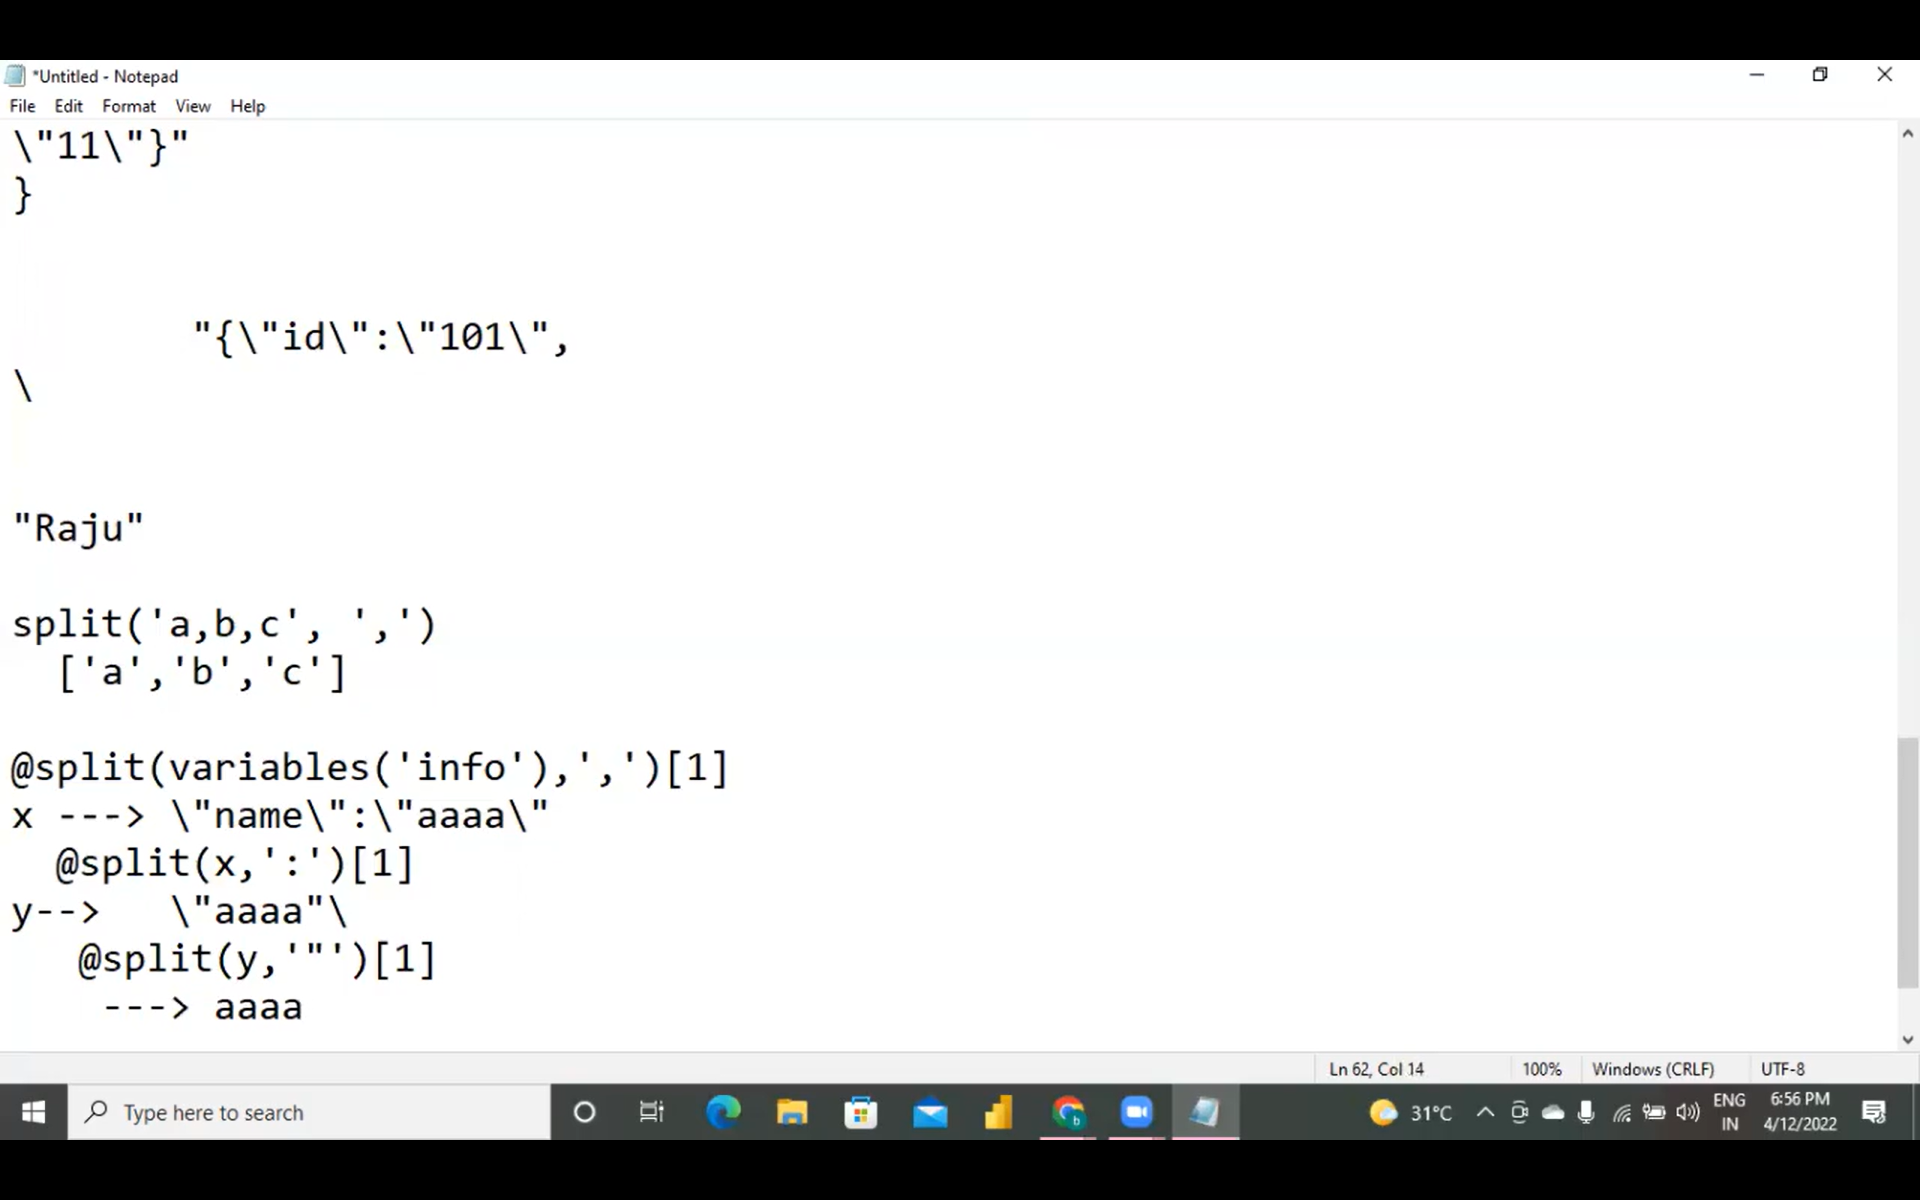 *Untitled - Notepad
File Edit Format View Help
\"11\"}"
}
"{\"id\":\"101\",
\
"Raju"
split('a,b,c', ',')
['a','b','c']
@split(variables('info'),',')[1]
x ---> \"name\":\"aaaa\"
@split(x,':')[1]
y--> \"aaaa"\
@split(y,'"')[1]
---> aaaa
Ln 62, Col 14 100% Windows (CRLF) UTF-8
Type here to search
31°C
ENG
IN
6:56 PM
4/12/2022